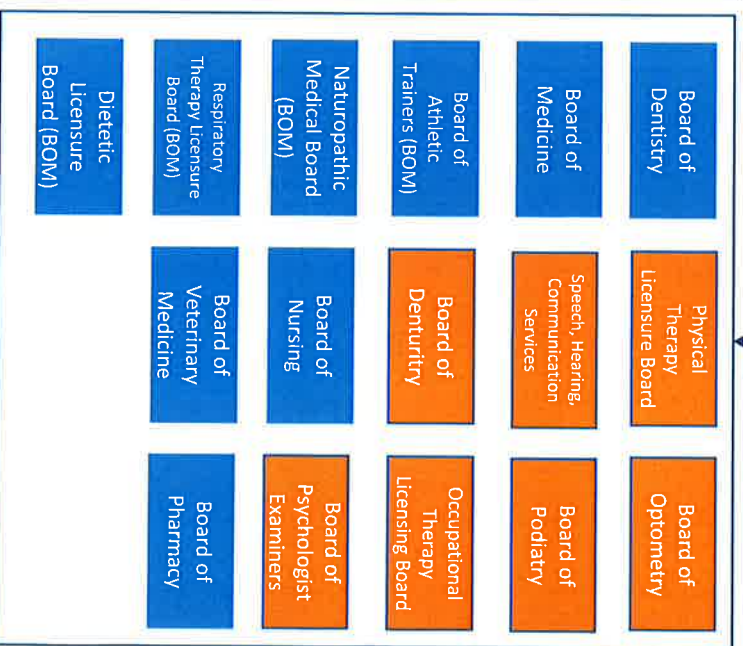 Board of
Dentistry
Physical
Therapy
Licensure Board
Board of
Optometry
Board of
Medicine
Speech, Hearing,
Communication
Services
Board of
Podiatry
Board of
Athletic
Trainers (BOM)
Board of
Denturitry
Occupational
Therapy
Licensing Board
Naturopathic
Medical Board
(BOM)
Board of
Nursing
Board of
Psychologist
Examiners
Respiratory
Therapy Licensure
Board (BOM)
Board of
Veterinary
Medicine
Board of
Pharmacy
Dietetic
Licensure
Board (BOM)